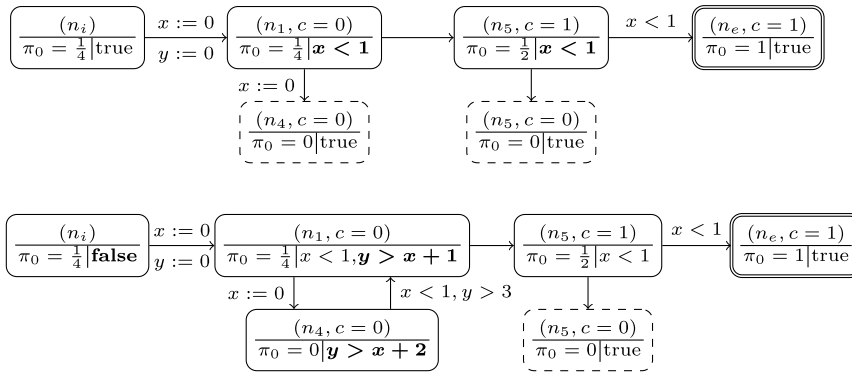 (n_i) x := 0 (n_1, c = 0) (n_5, c = 1) x < 1 (n_e, c = 1)
π_0 = 1/4|true y := 0 π_0 = 1/4|x < 1 π_0 = 1/2|x < 1 π_0 = 1|true
x := 0
(n_4, c = 0) (n_5, c = 0)
π_0 = 0|true π_0 = 0|true
(n_i) x := 0 (n_1, c = 0) (n_5, c = 1) x < 1 (n_e, c = 1)
π_0 = 1/4|false y := 0 π_0 = 1/4|x < 1,y > x + 1 π_0 = 1/2|x < 1 π_0 = 1|true
x := 0 x < 1, y > 3
(n_4, c = 0) (n_5, c = 0)
π_0 = 0|y > x + 2 π_0 = 0|true